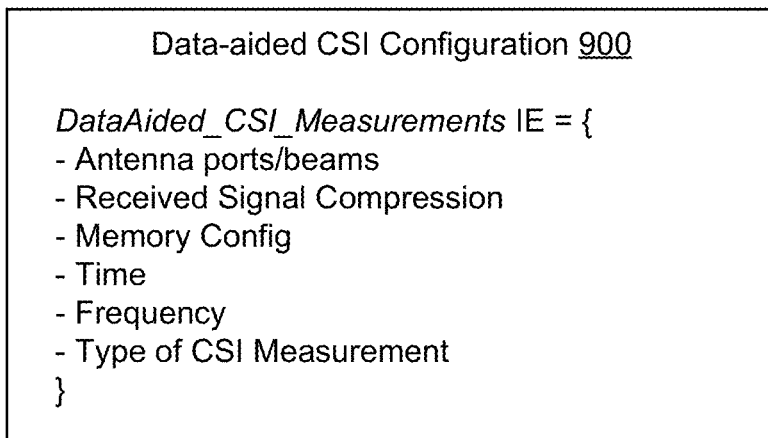 Data-aided CSI Configuration 900
DataAided_CSI_Measurements IE = {
- Antenna ports/beams
- Received Signal Compression
- Memory Config
- Time
- Frequency
- Type of CSI Measurement
}